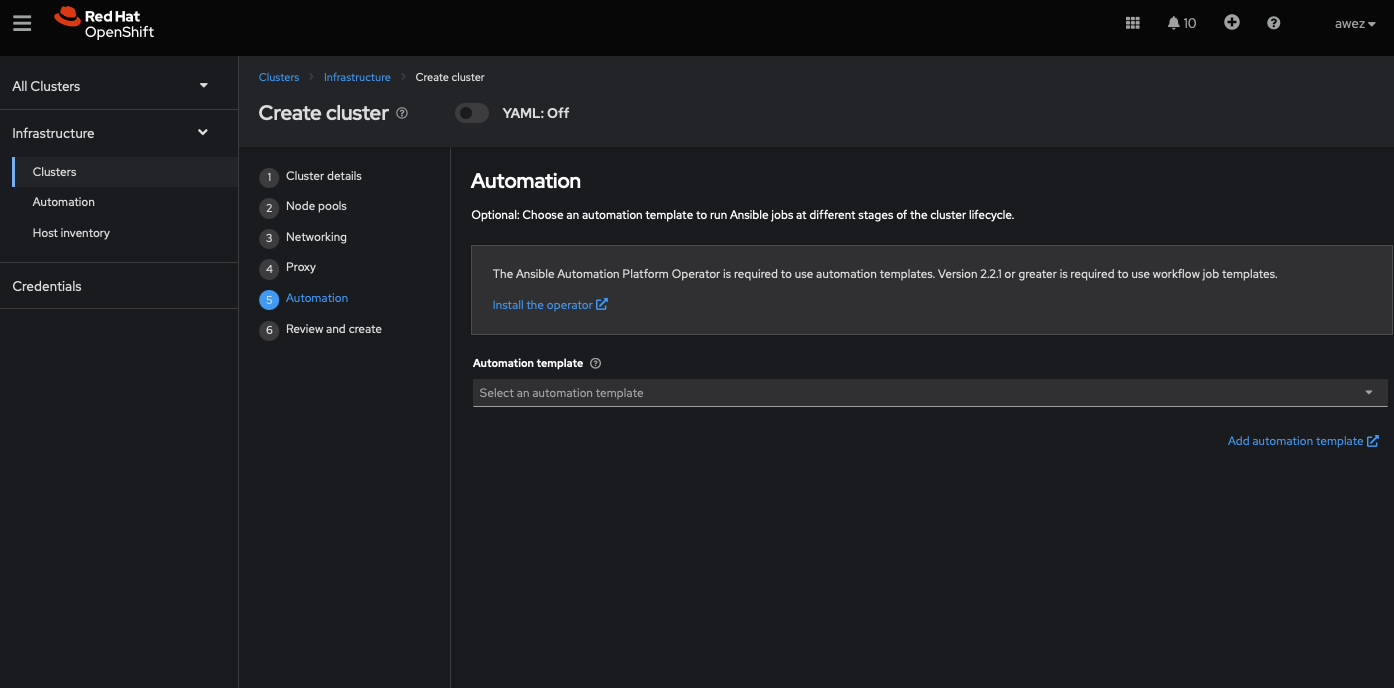 Red Hat
OpenShift
10
awez
All Clusters
Infrastructure
Clusters
Automation
Host inventory
Credentials
Clusters
Infrastructure
Create cluster
Create cluster
YAML: Off
1 Cluster details
2 Node pools
3 Networking
4 Proxy
5 Automation
6 Review and create
Automation
Optional: Choose an automation template to run Ansible jobs at different stages of the cluster lifecycle.
The Ansible Automation Platform Operator is required to use automation templates. Version 2.2.1 or greater is required to use workflow job templates.
Install the operator
Automation template
Select an automation template
Add automation template